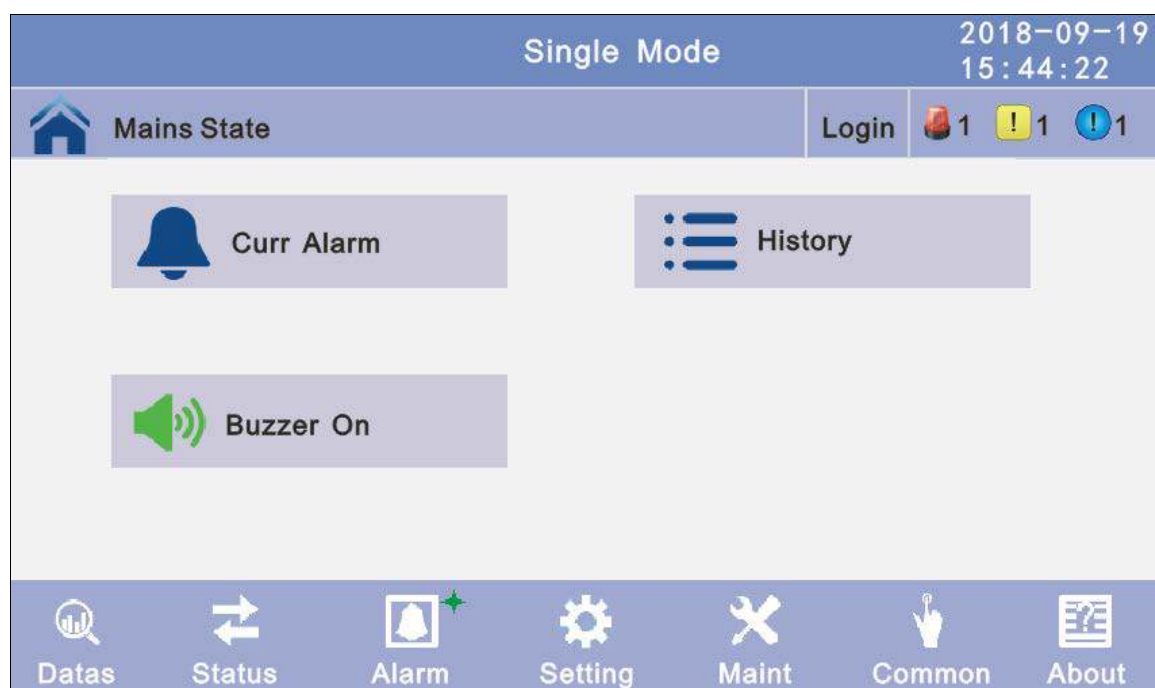 Single Mode
2018-09-19
15:44:22
Mains State
Login
1
! 1
! 1
Curr Alarm
History
Buzzer On
?
Datas
Status
Alarm
Setting
Maint
Common
About